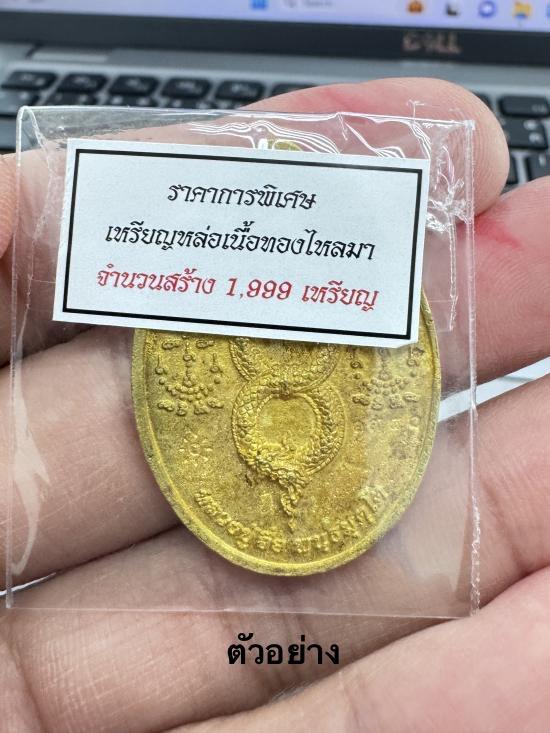 Search
DELL
ราคาการพิเศษ
เหรียญหล่อเนื้อทองไหลมา
จำนวนสร้าง 1,999 เหรียญ
ตัวอย่าง